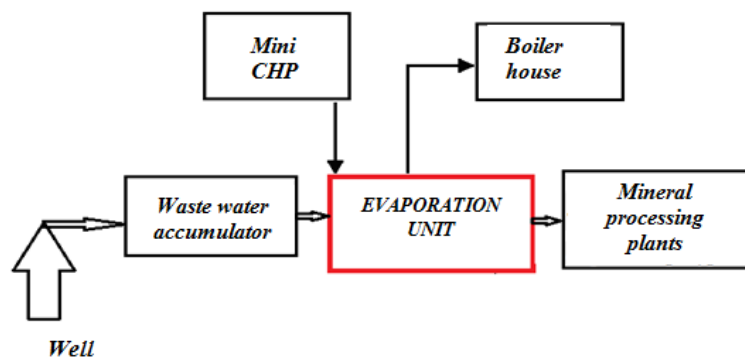 Mini
CHP
Boiler
house
Waste water
accumulator
EVAPORATION
UNIT
Mineral
processing
plants
Well